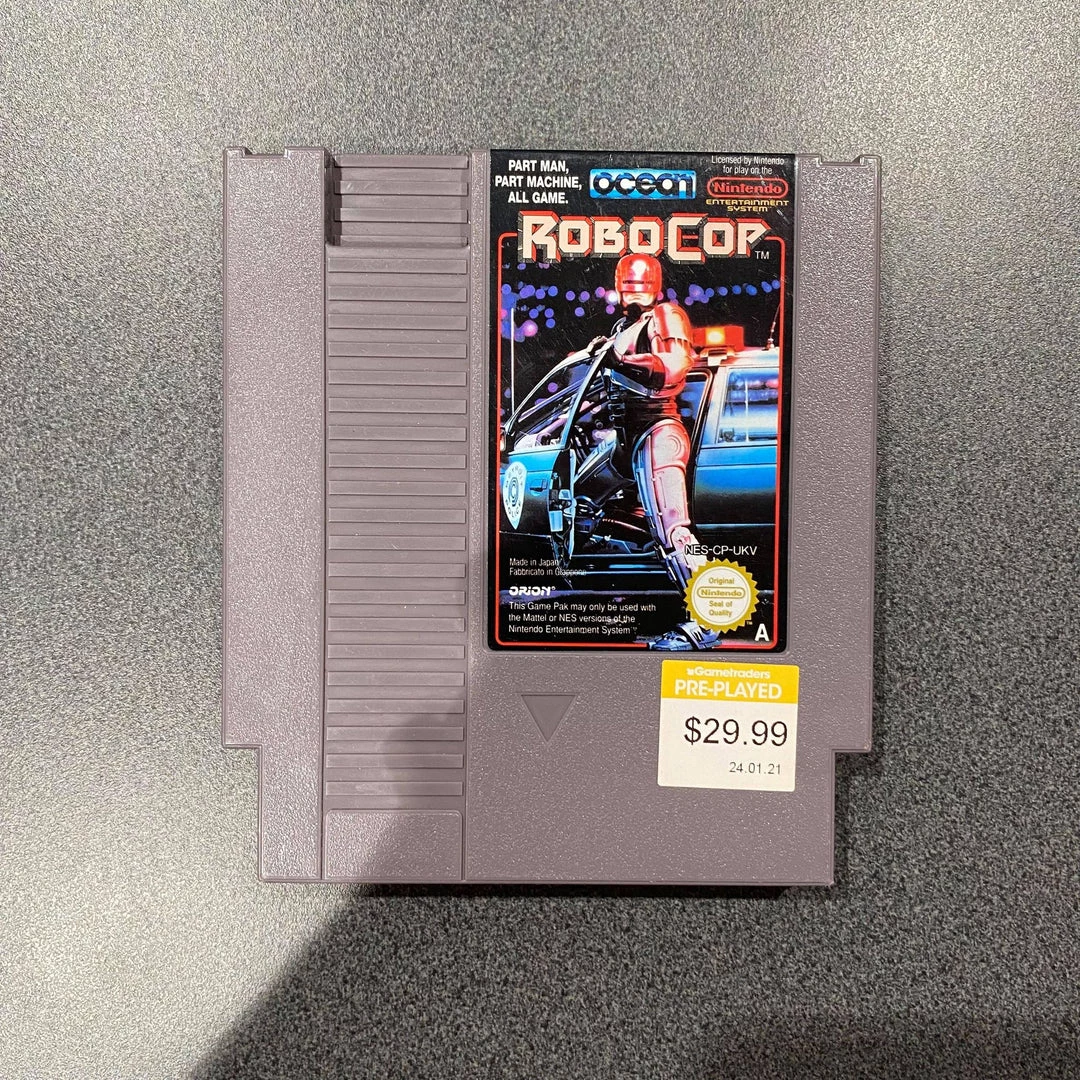 PART MAN,
PART MACHINE,
ALL GAME.
ocean
Licensed by Nintendo
for play on the
Nintendo
ENTERTAINMENT
SYSTEM™
ROBOCOP™
NES-CP-UKV
Made in Japan
Fabbricato in Giappone
ORION®
This Game Pak may only be used with
the Mattel or NES versions of the
Nintendo Entertainment System™
Original
Nintendo
Seal of
Quality
™
A
Gametraders
PRE-PLAYED
$29.99
24.01.21